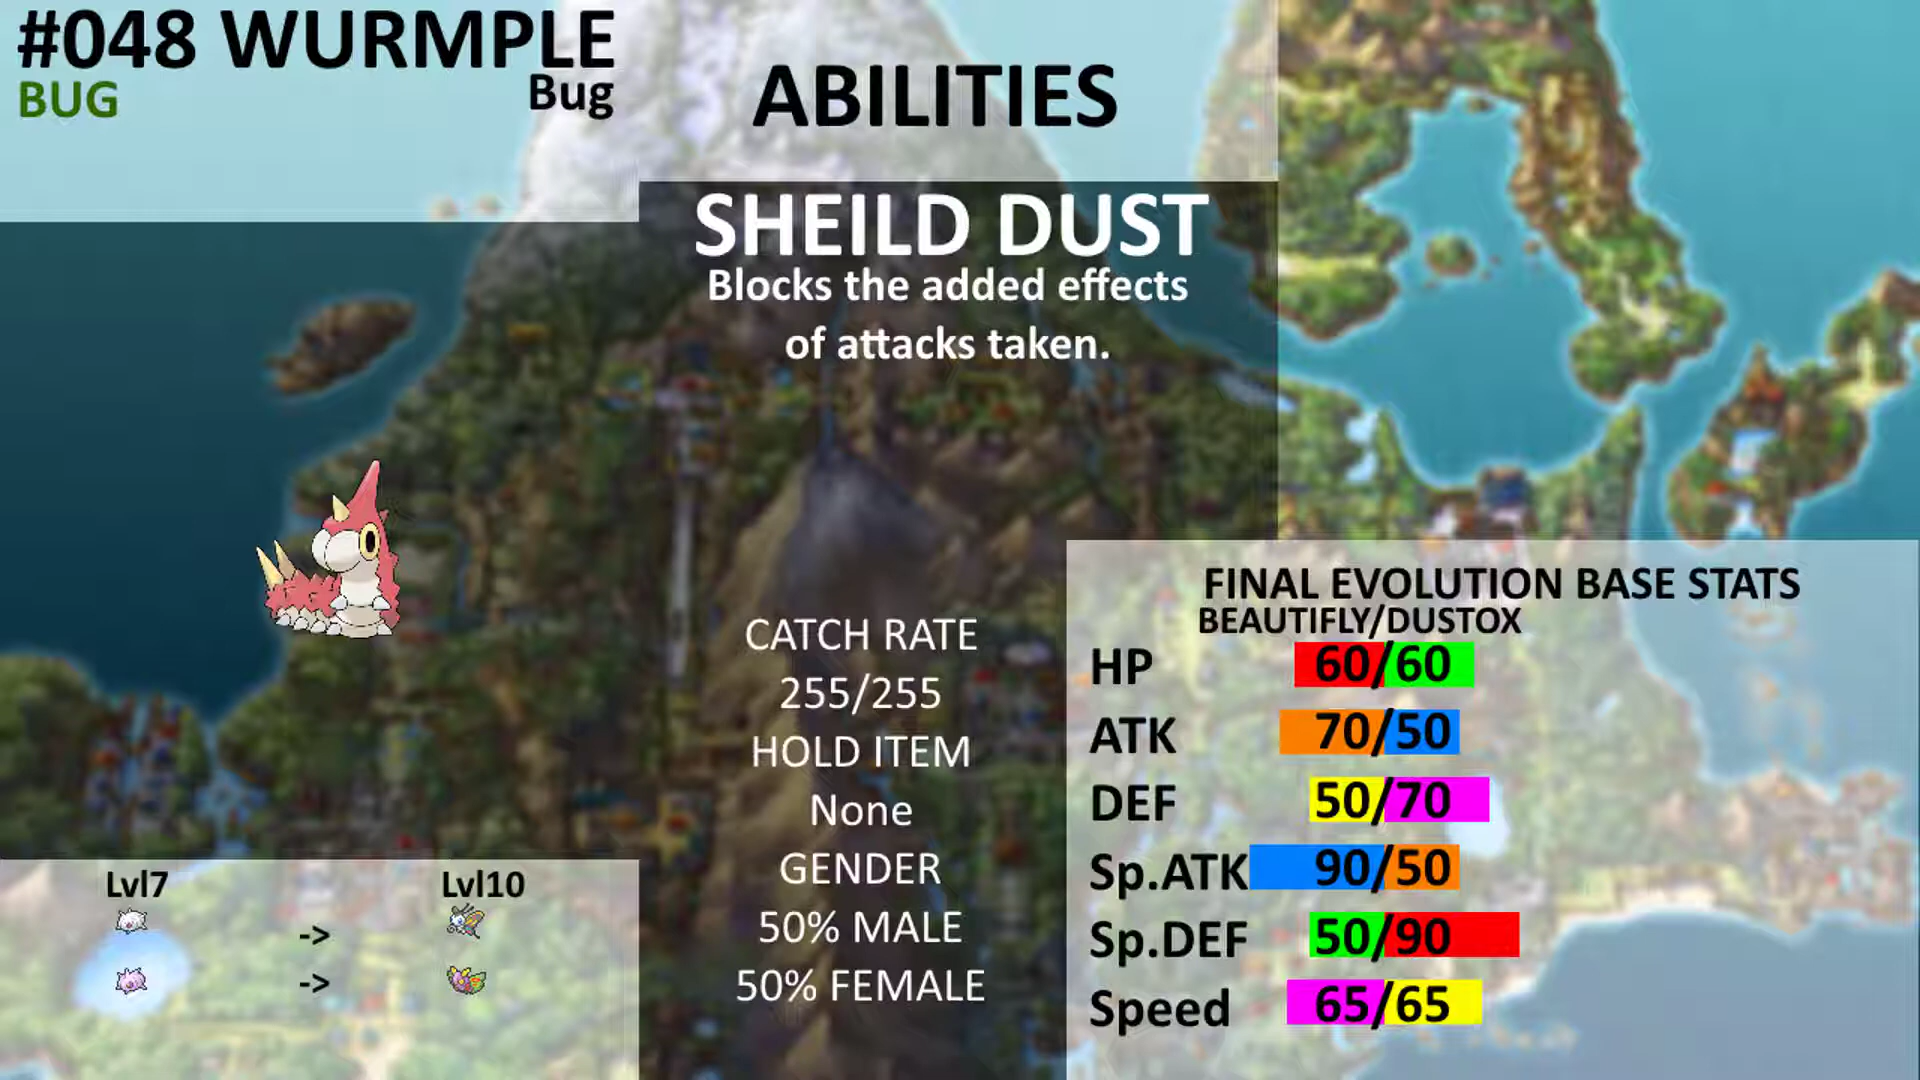 #048 WURMPLE
BUG
Bug
ABILITIES
SHEILD DUST
Blocks the added effects
of attacks taken.
CATCH RATE
255/255
HOLD ITEM
None
GENDER
50% MALE
50% FEMALE
Lvl7
Lvl10
->
->
FINAL EVOLUTION BASE STATS
BEAUTIFLY/DUSTOX
HP 60/60
ATK 70/50
DEF 50/70
Sp.ATK 90/50
Sp.DEF 50/90
Speed 65/65